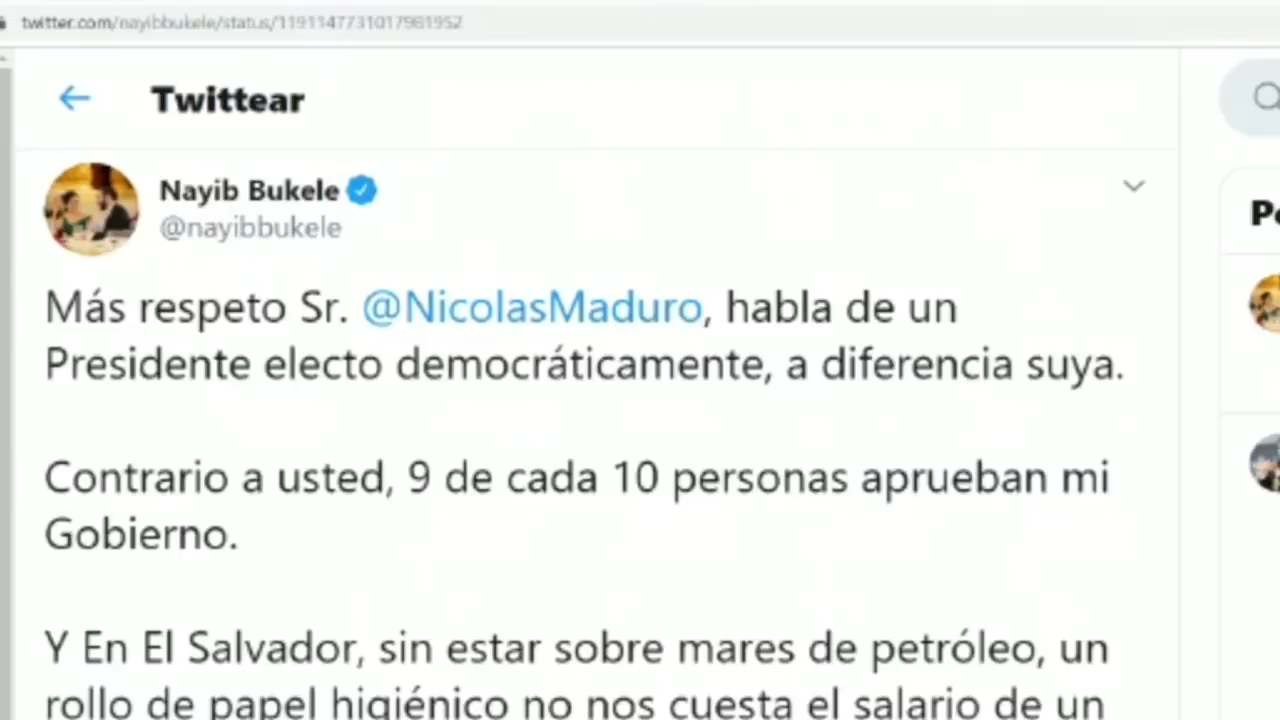 twitter.com/nayibbukele/status/1191147731017981952
Twittear
Nayib Bukele
@nayibbukele
Más respeto Sr. @NicolasMaduro, habla de un
Presidente electo democráticamente, a diferencia suya.
Contrario a usted, 9 de cada 10 personas aprueban mi
Gobierno.
Y En El Salvador, sin estar sobre mares de petróleo, un
rollo de papel higiénico no nos cuesta el salario de un